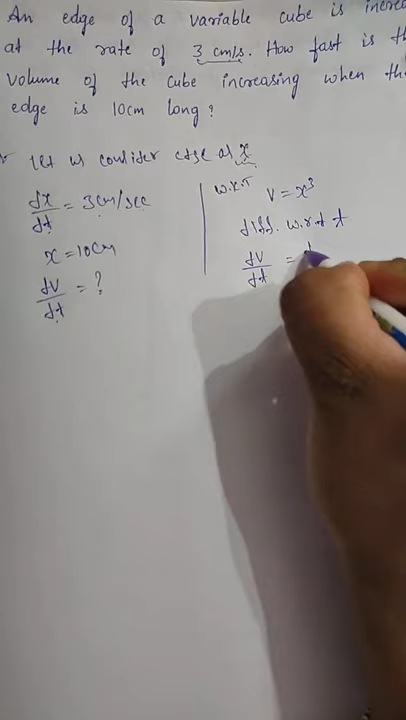 An edge of a variable cube is
at the rate of 3 cm/s. How fast is
volume of the cube increasing when
edge is 10cm long?
Let us consider edge as x
dx/dt = 3cm/sec
x = 10cm
dV/dt = ?
W.K.T
V = x³
diff. w.r.t t
dV/dt =